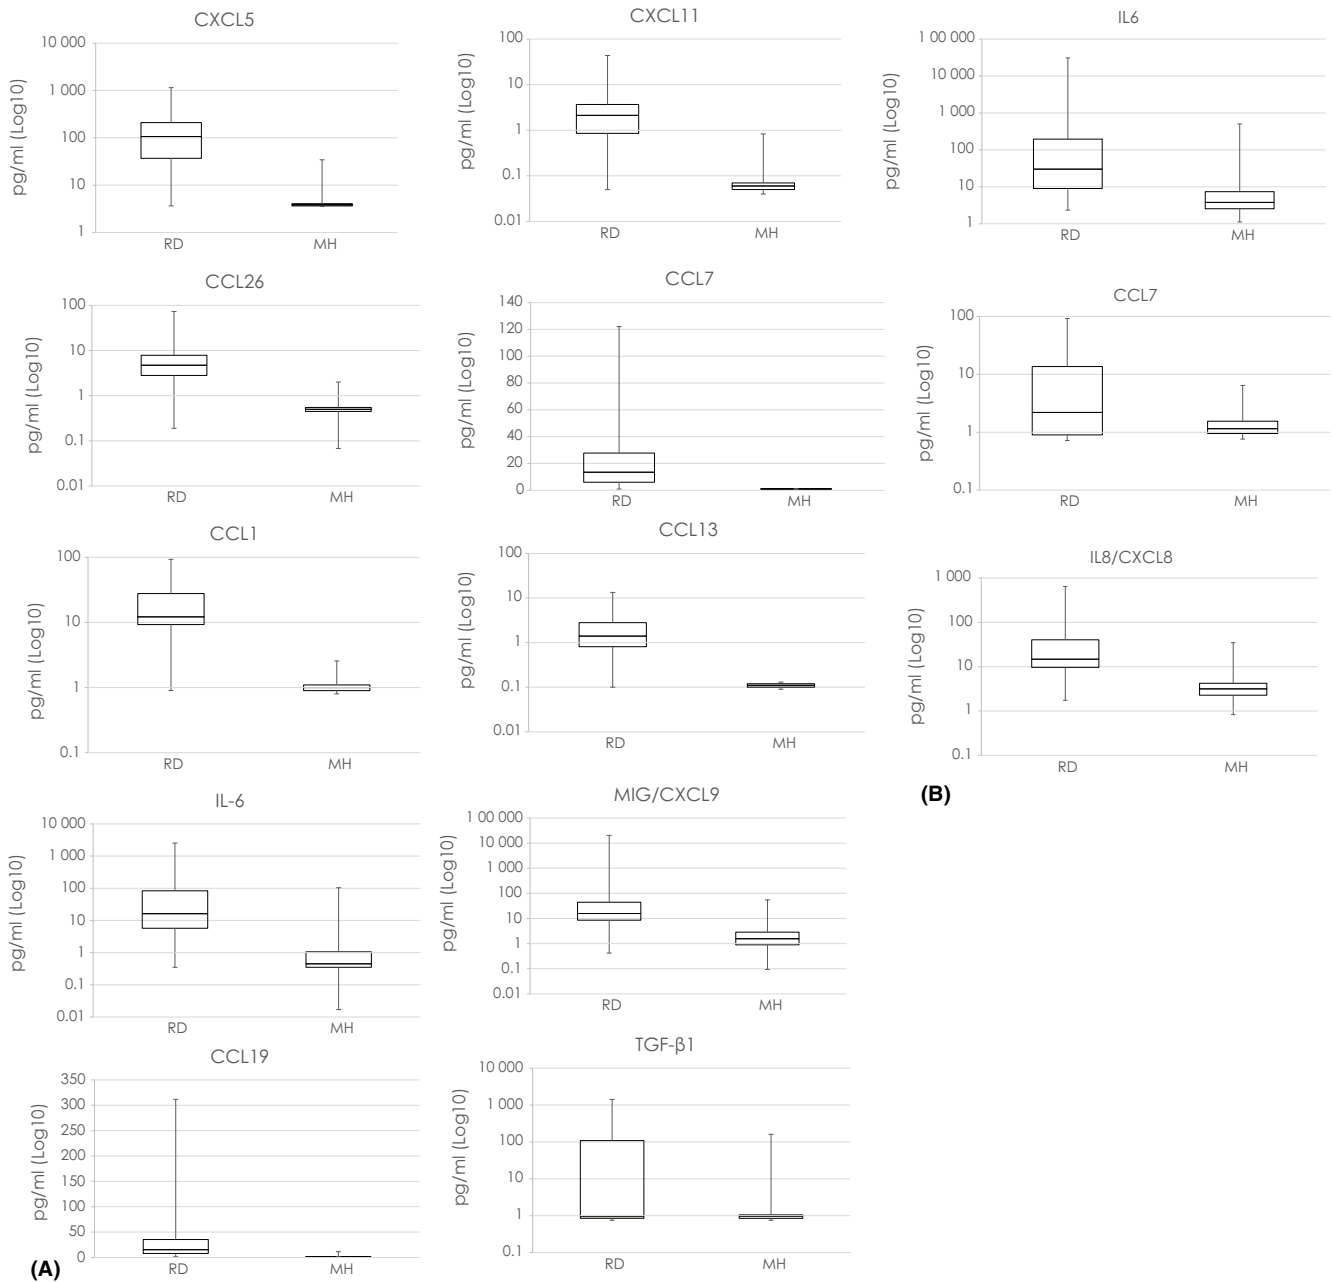 CXCL5
pg/ml (Log10)
10 000
1 000
100
10
1
RD MH
CXCL11
pg/ml (Log10)
100
10
1
0.1
0.01
RD MH
IL6
pg/ml (Log10)
1 00 000
10 000
1 000
100
10
1
RD MH
CCL26
pg/ml (Log10)
100
10
1
0.1
0.01
RD MH
CCL7
pg/ml (Log10)
140
120
100
80
60
40
20
0
RD MH
CCL7
pg/ml (Log10)
100
10
1
0.1
RD MH
CCL1
pg/ml (Log10)
100
10
1
0.1
RD MH
CCL13
pg/ml (Log10)
100
10
1
0.1
0.01
RD MH
IL8/CXCL8
pg/ml (Log10)
1 000
100
10
1
0.1
RD MH
(B)
IL-6
pg/ml (Log10)
10 000
1 000
100
10
1
0.1
0.01
RD MH
MIG/CXCL9
pg/ml (Log10)
1 00 000
10 000
1 000
100
10
1
0.1
0.01
RD MH
CCL19
pg/ml (Log10)
350
300
250
200
150
100
50
0
RD MH
TGF-β1
pg/ml (Log10)
10 000
1 000
100
10
1
0.1
RD MH
(A)